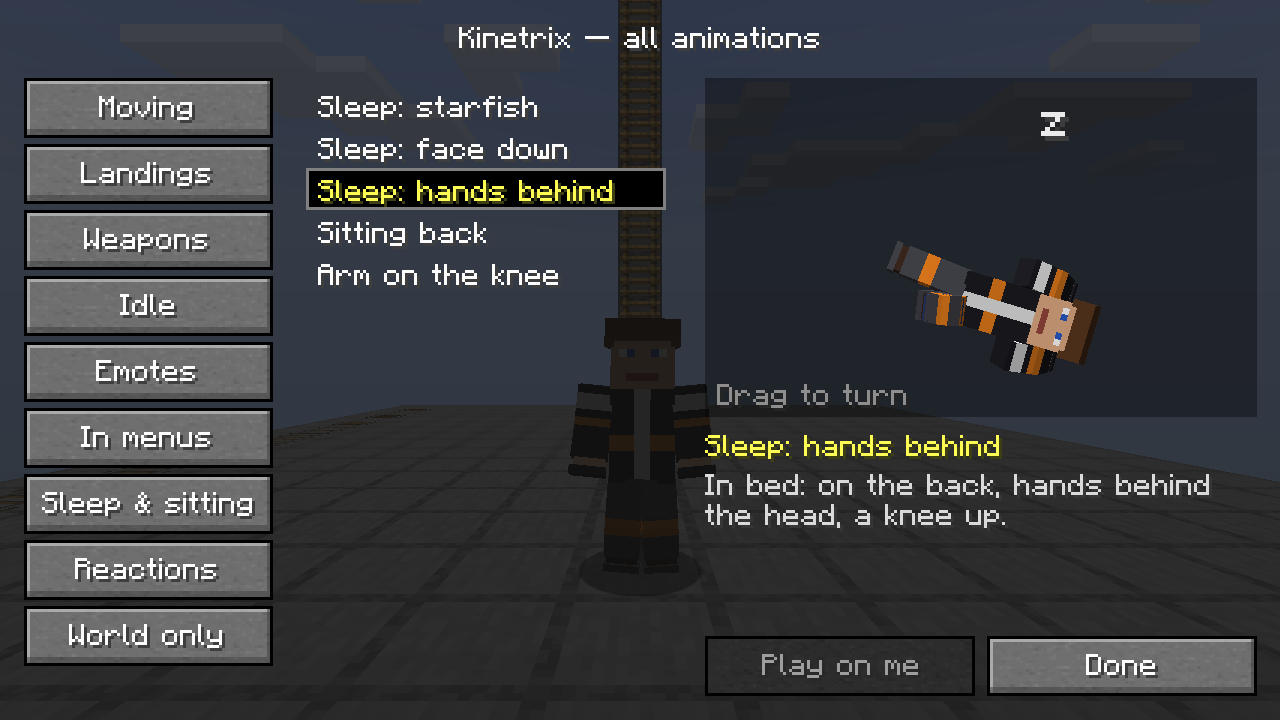 Kinetrix — all animations
Moving
Landings
Weapons
Idle
Emotes
In menus
Sleep & sitting
Reactions
World only
Sleep: starfish
Sleep: face down
Sleep: hands behind
Sitting back
Arm on the knee
Z
Drag to turn
Sleep: hands behind
In bed: on the back, hands behind
the head, a knee up.
Play on me
Done